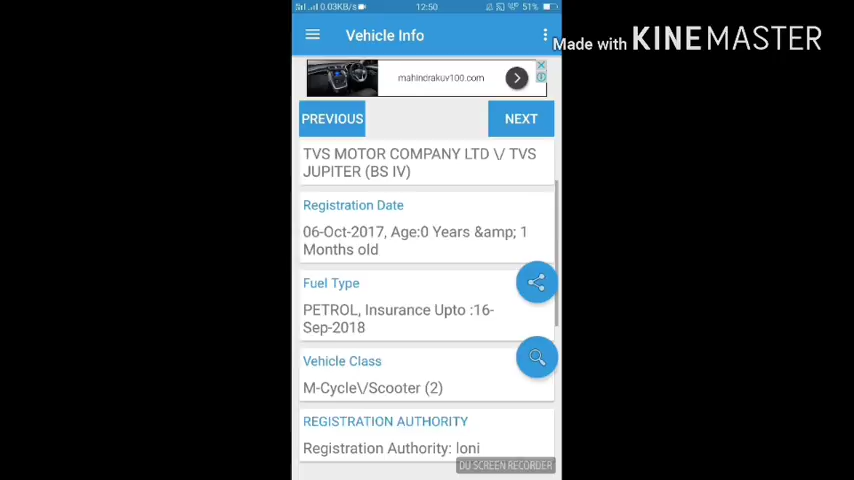 0.03KB/s
12:50
51%
Vehicle Info
Made with KINEMASTER
mahindrakuv100.com
PREVIOUS
NEXT
TVS MOTOR COMPANY LTD \/ TVS
JUPITER (BS IV)
Registration Date
06-Oct-2017, Age:0 Years &amp; 1
Months old
Fuel Type
PETROL, Insurance Upto :16-
Sep-2018
Vehicle Class
M-Cycle\/Scooter (2)
REGISTRATION AUTHORITY
Registration Authority: loni
DU SCREEN RECORDER